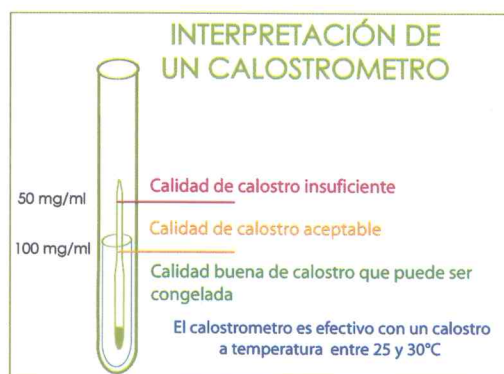 INTERPRETACIÓN DE
UN CALOSTROMETRO
50 mg/ml
Calidad de calostro insuficiente
Calidad de calostro aceptable
100 mg/ml
Calidad buena de calostro que puede ser
congelada
El calostrometro es efectivo con un calostro
a temperatura entre 25 y 30°C